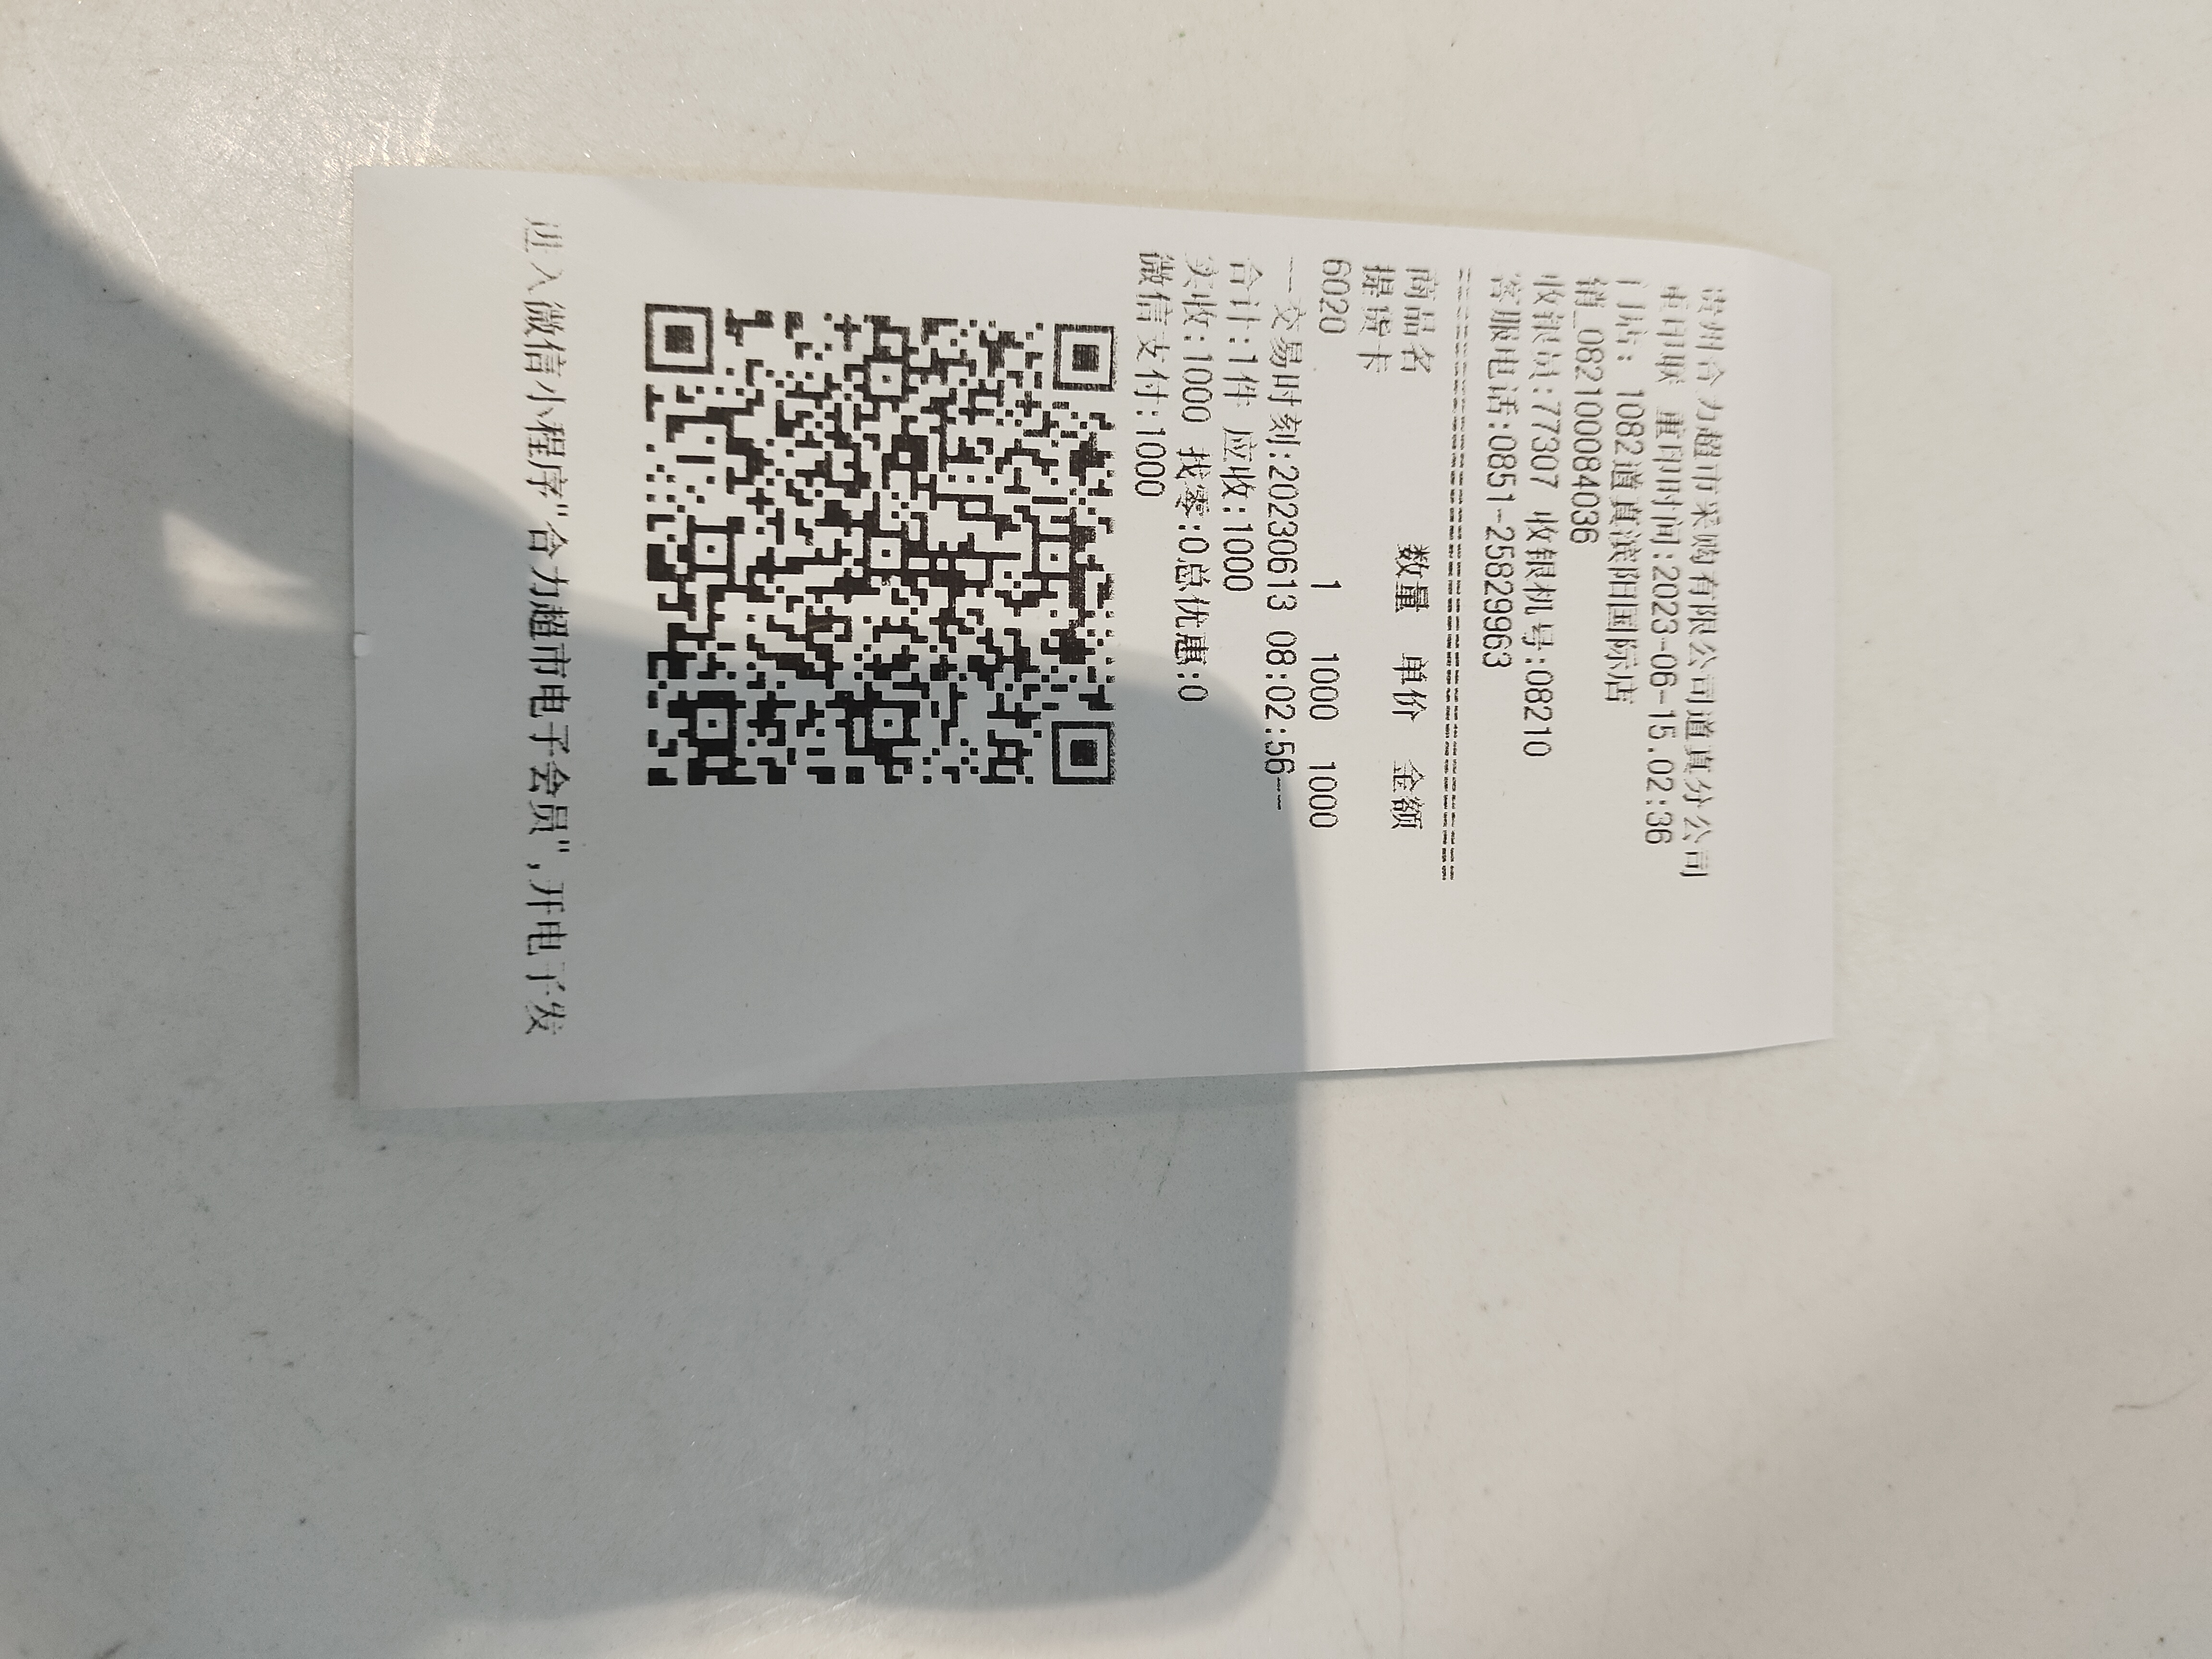 贵州合力超市采购有限公司道真分公司
重印联 重印时间:2023-06-15.02:36
门店: 1082道真滨阳国际店
销_0821000084036
收银员:77307 收银机号:08210
客服电话:0851-25829963
================================
商品名 数量 单价 金额
提货卡
6020 1 1000 1000
--交易时刻:20230613 08:02:56--
合计:1件 应收:1000
实收:1000 找零:0总优惠:0
微信支付:1000
进入微信小程序"合力超市电子会员",开电子发